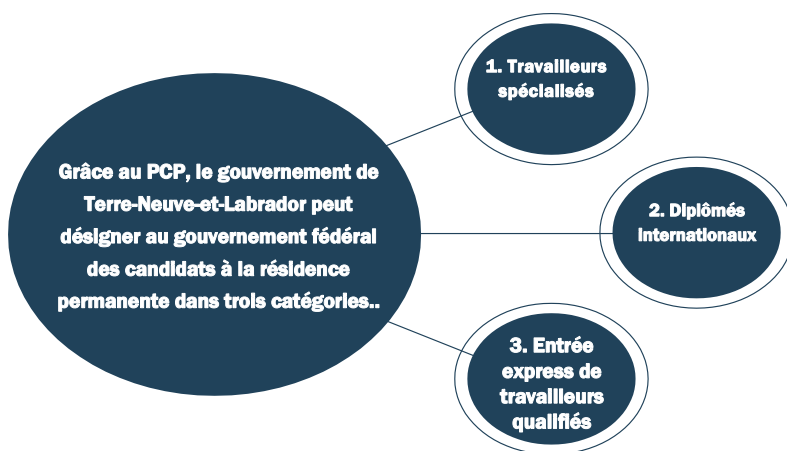 Grâce au PCP, le gouvernement de
Terre-Neuve-et-Labrador peut
désigner au gouvernement fédéral
des candidats à la résidence
permanente dans trois catégories..
1. Travailleurs
spécialisés
2. Diplômés
internationaux
3. Entrée
express de
travailleurs
qualifiés